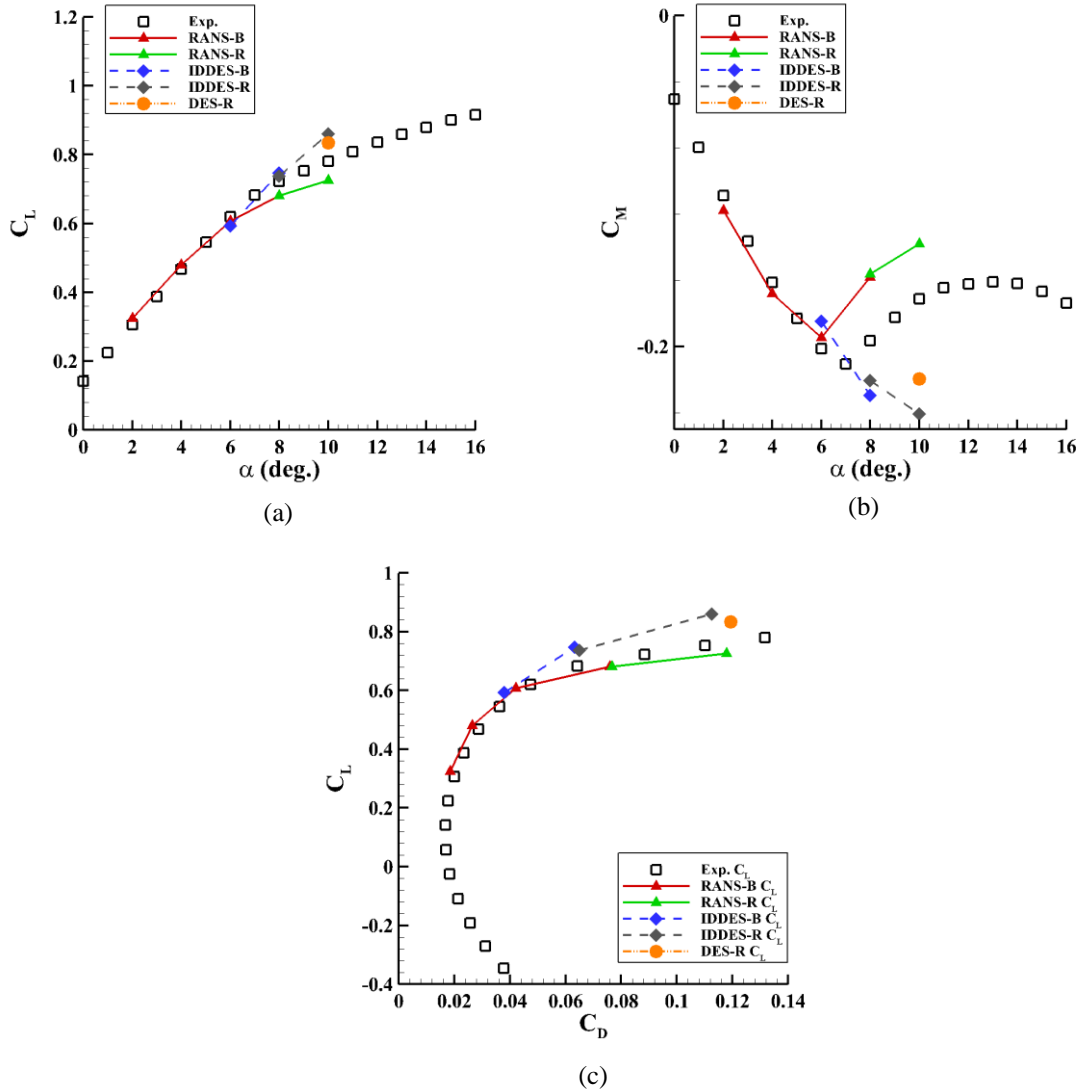 1.2
1
0.8
0.6
0.4
0.2
0
C_L
0 2 4 6 8 10 12 14 16
α (deg.)
Exp.
RANS-B
RANS-R
IDDES-B
IDDES-R
DES-R
(a)
0
-0.2
C_M
0 2 4 6 8 10 12 14 16
α (deg.)
Exp.
RANS-B
RANS-R
IDDES-B
IDDES-R
DES-R
(b)
1
0.8
0.6
0.4
0.2
0
-0.2
-0.4
C_L
0 0.02 0.04 0.06 0.08 0.1 0.12 0.14
C_D
Exp. C_L
RANS-B C_L
RANS-R C_L
IDDES-B C_L
IDDES-R C_L
DES-R C_L
(c)